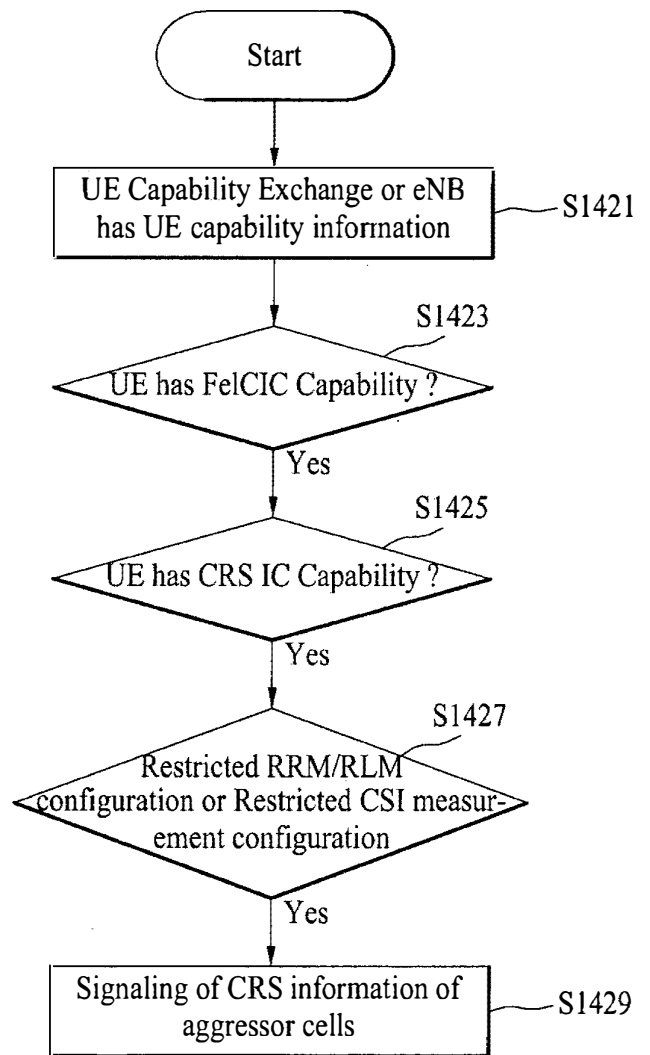 Start
UE Capability Exchange or eNB
has UE capability information
S1421
S1423
UE has FeICIC Capability ?
Yes
S1425
UE has CRS IC Capability ?
Yes
S1427
Restricted RRM/RLM
configuration or Restricted CSI measur-
ement configuration
Yes
Signaling of CRS information of
aggressor cells
S1429